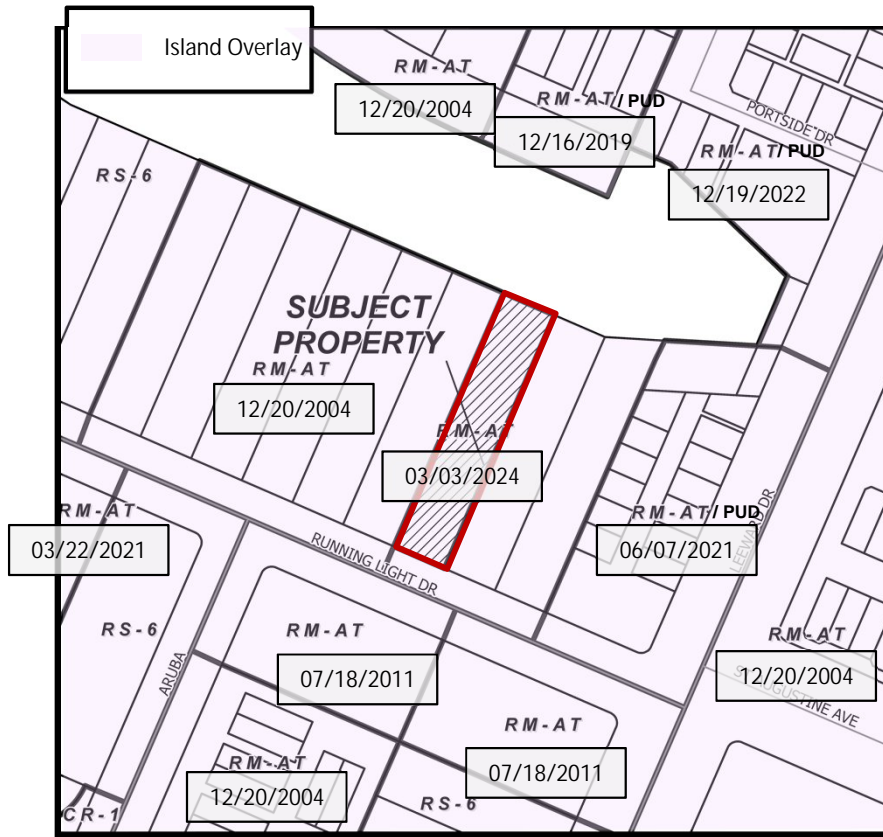 Island Overlay
RM-AT
12/20/2004
RM-AT / PUD
12/16/2019
PORTSIDE DR
RM-AT / PUD
12/19/2022
RS-6
SUBJECT
PROPERTY
RM-AT
12/20/2004
RM-AT
03/03/2024
RM-AT / PUD
06/07/2021
LEEWARD DR
RM-AT
03/22/2021
RUNNING LIGHT DR
RS-6
ARUBA
RM-AT
07/18/2011
RM-AT
12/20/2004
AUGUSTINE AVE
RM-AT
07/18/2011
RM-AT
12/20/2004
RS-6
CR-1